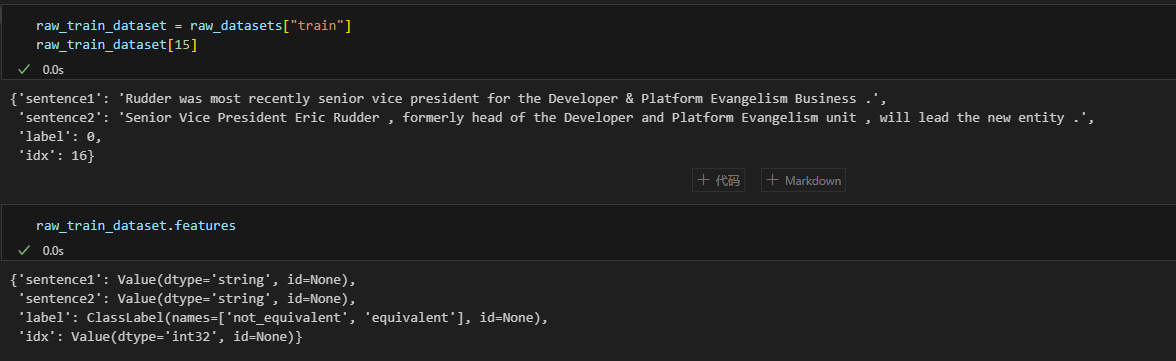 raw_train_dataset = raw_datasets["train"]
raw_train_dataset[15]
0.0s
{'sentence1': 'Rudder was most recently senior vice president for the Developer & Platform Evangelism Business .',
 'sentence2': 'Senior Vice President Eric Rudder , formerly head of the Developer and Platform Evangelism unit , will lead the new entity .',
 'label': 0,
 'idx': 16}
+ 代码 + Markdown
raw_train_dataset.features
0.0s
{'sentence1': Value(dtype='string', id=None),
 'sentence2': Value(dtype='string', id=None),
 'label': ClassLabel(names=['not_equivalent', 'equivalent'], id=None),
 'idx': Value(dtype='int32', id=None)}